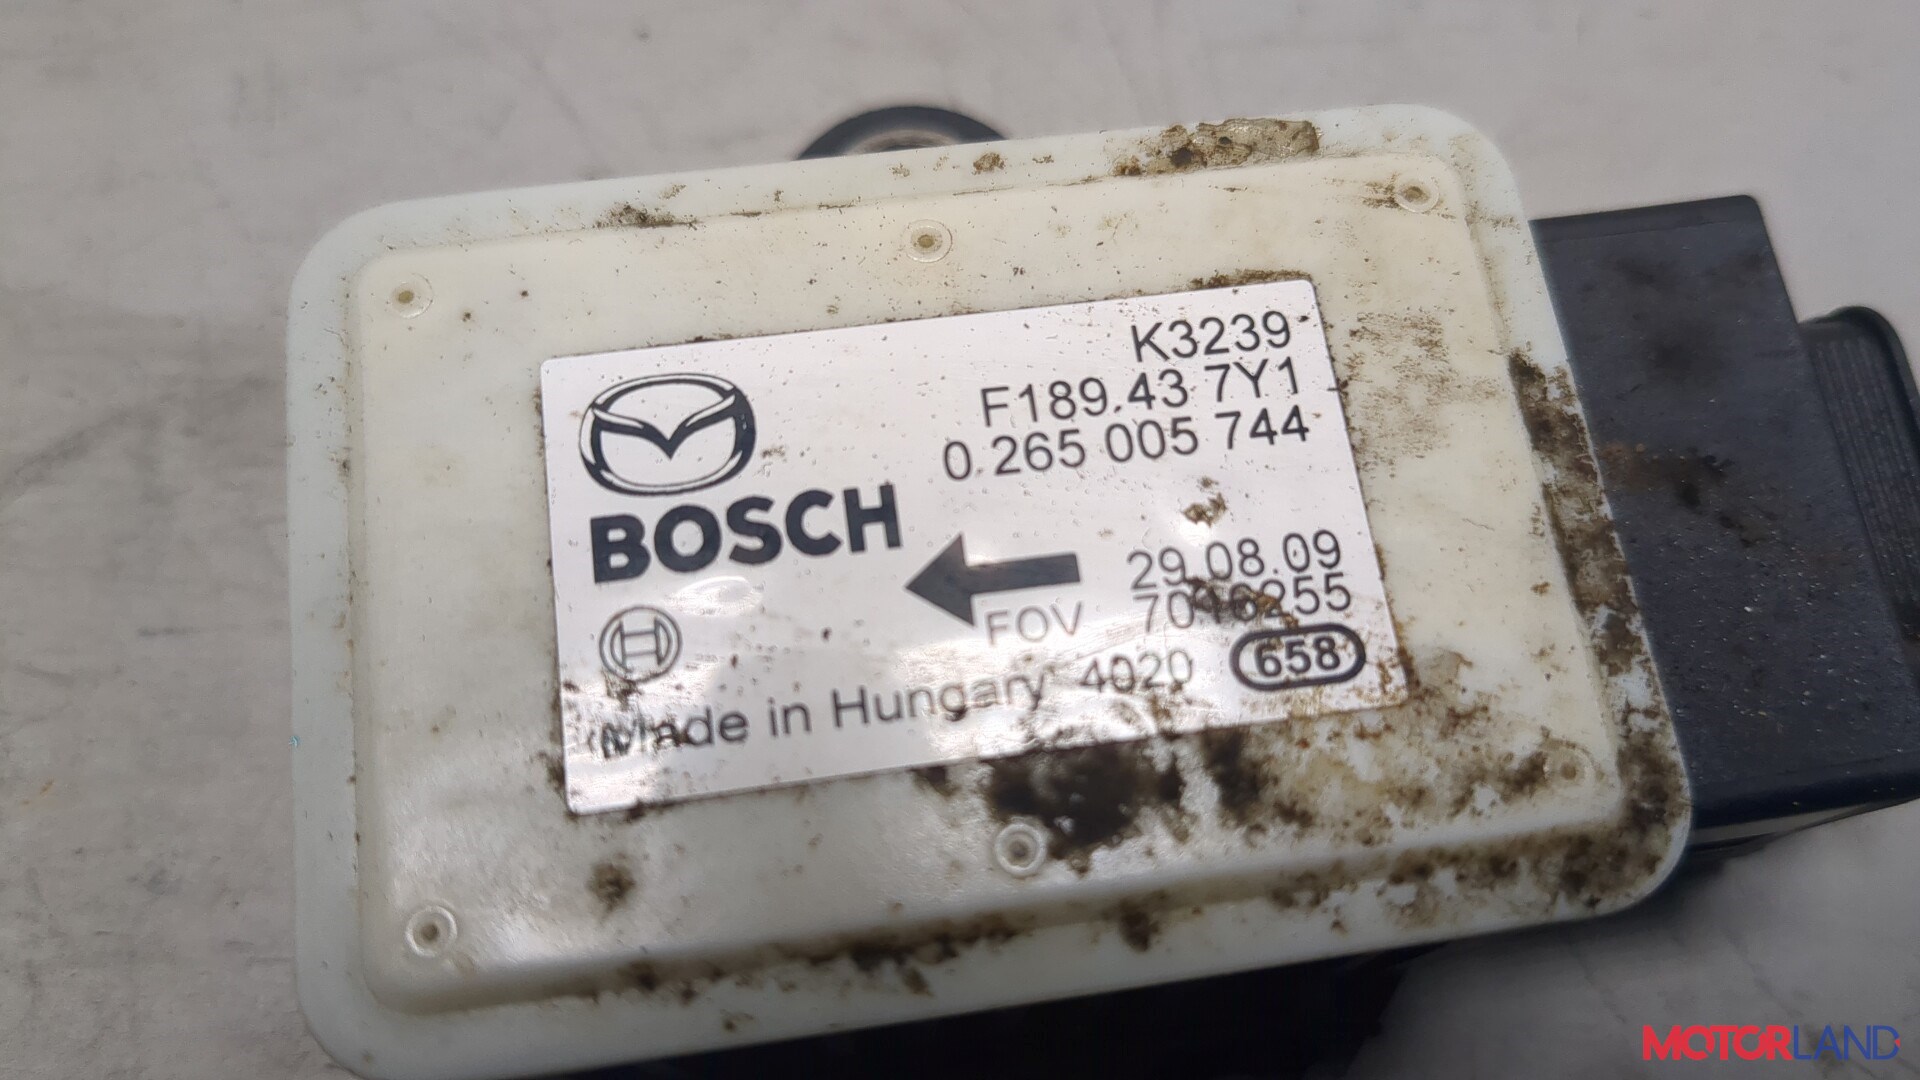 K3239
F189.43 7Y1
0 265 005 744
BOSCH
29.08.09
FOV 7016255
Made in Hungary 4020 658
MOTORLAND